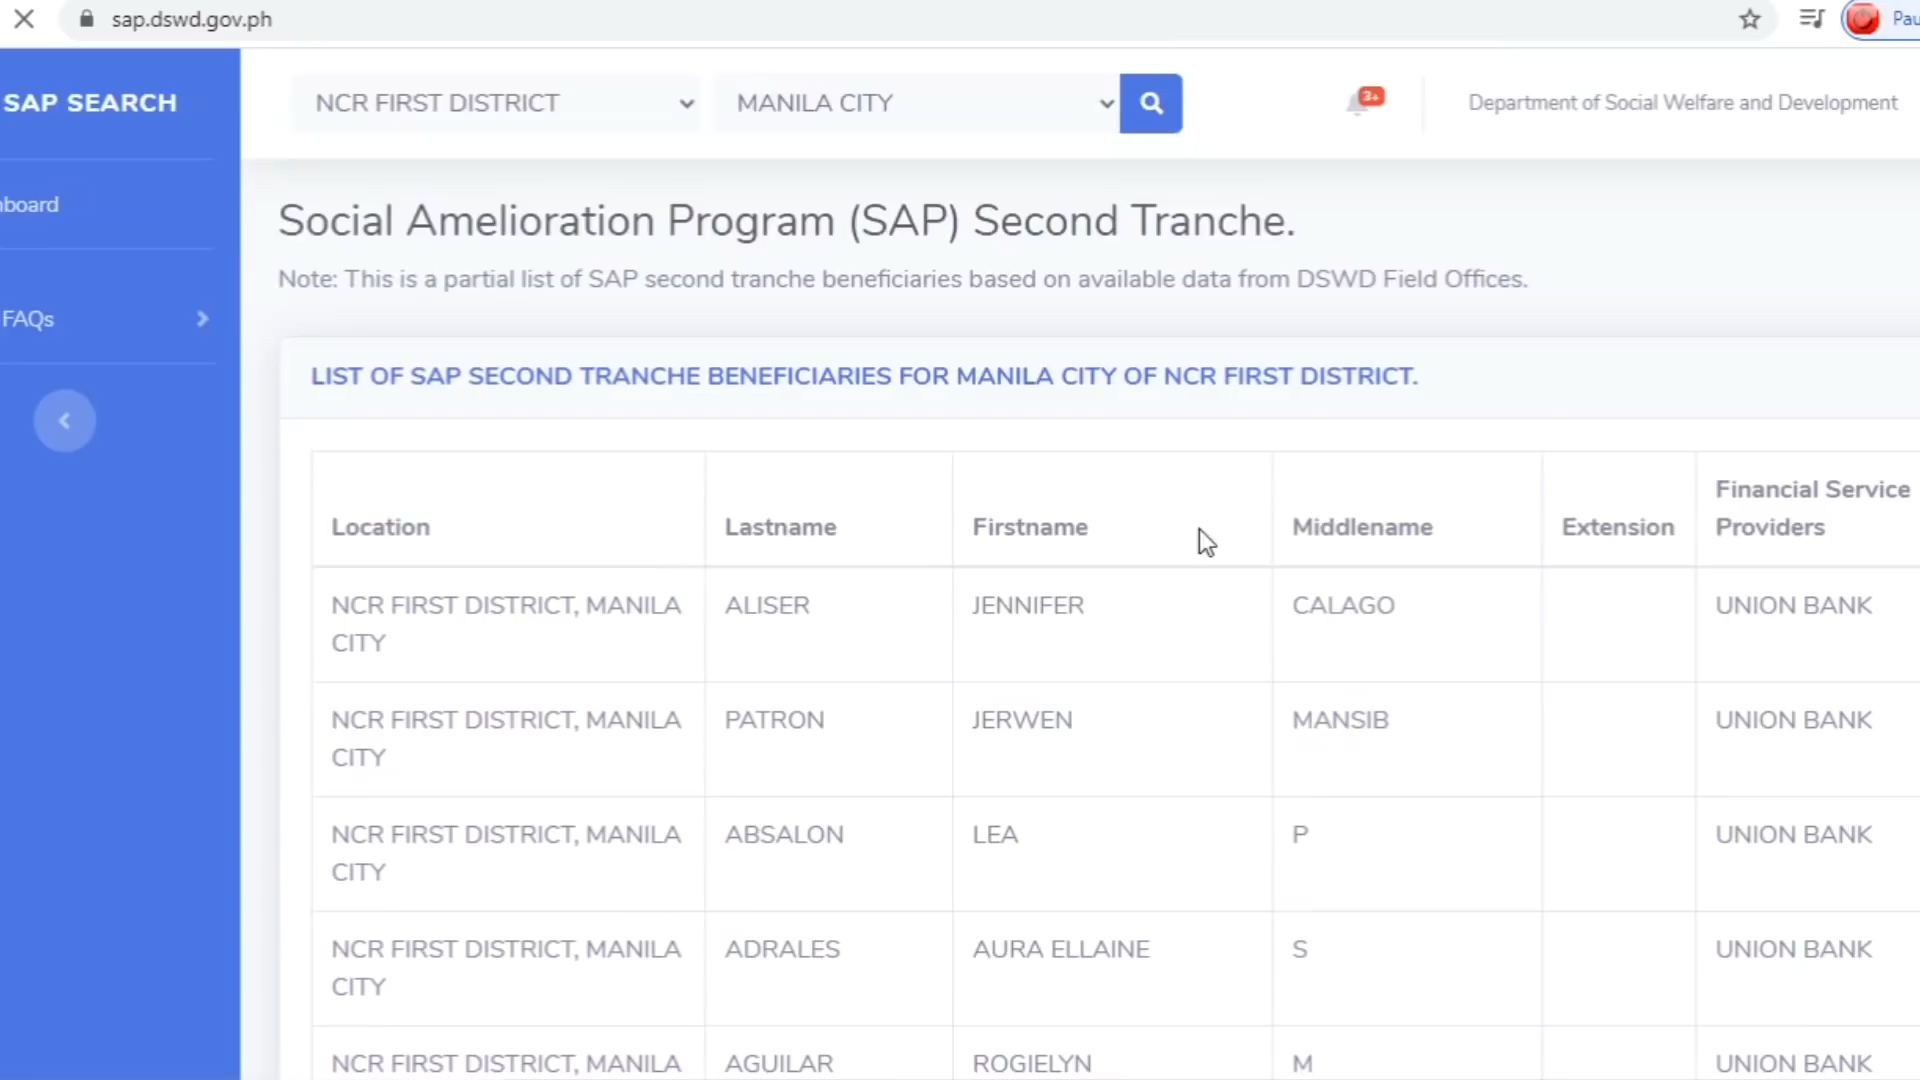 sap.dswd.gov.ph
Pau
SAP SEARCH
NCR FIRST DISTRICT
MANILA CITY
3+
Department of Social Welfare and Development
board
FAQs
Social Amelioration Program (SAP) Second Tranche.
Note: This is a partial list of SAP second tranche beneficiaries based on available data from DSWD Field Offices.
LIST OF SAP SECOND TRANCHE BENEFICIARIES FOR MANILA CITY OF NCR FIRST DISTRICT.
Location Lastname Firstname Middlename Extension Financial Service
Providers
NCR FIRST DISTRICT, MANILA ALISER JENNIFER CALAGO UNION BANK
CITY
NCR FIRST DISTRICT, MANILA PATRON JERWEN MANSIB UNION BANK
CITY
NCR FIRST DISTRICT, MANILA ABSALON LEA P UNION BANK
CITY
NCR FIRST DISTRICT, MANILA ADRALES AURA ELLAINE S UNION BANK
CITY
NCR FIRST DISTRICT, MANILA AGUILAR ROGIELYN M UNION BANK